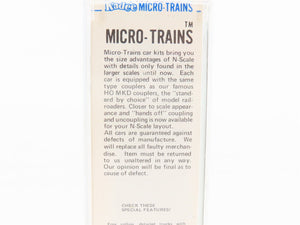 Kadee MICRO-TRAINS
TM
MICRO-TRAINS
Micro-Trains car kits bring you
the size advantages of N-Scale
with details only found in the
larger scales until now. Each
car is equipped with the same
type couplers as our famous
HO MKD couplers, the "stand-
ard by choice" of model rail-
roaders. Closer to scale appear-
and "hands off" coupling
and uncoupling is now available
for your N-Scale layout.
All cars are guaranteed against
defects of manufacture. We
will replace all faulty merchan-
dise. Item must be returned
to us unaltered in any way.
Our opinion will be final as to
cause of defect.
CHECK THESE
SPECIAL FEATURES!